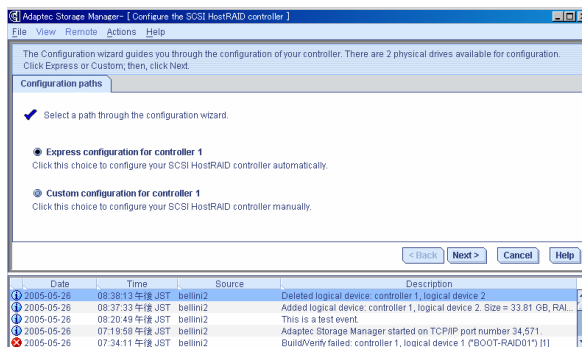 Adaptec Storage Manager- [ Configure the SCSI HostRAID controller ]
File View Remote Actions Help
The Configuration wizard guides you through the configuration of your controller. There are 2 physical drives available for configuration.
Click Express or Custom; then, click Next.
Configuration paths
Select a path through the configuration wizard.
Express configuration for controller 1
Click this choice to configure your SCSI HostRAID controller automatically.
Custom configuration for controller 1
Click this choice to configure your SCSI HostRAID controller manually.
< Back Next > Cancel Help
Date Time Source Description
2005-05-26 08:38:13 午後 JST bellini2 Deleted logical device: controller 1, logical device 2
2005-05-26 08:37:33 午後 JST bellini2 Added logical device: controller 1, logical device 2. Size = 33.81 GB, RAI...
2005-05-26 08:20:49 午後 JST bellini2 This is a test event.
2005-05-26 07:19:58 午後 JST bellini2 Adaptec Storage Manager started on TCP/IP port number 34,571.
2005-05-26 07:34:11 午後 JST bellini2 Build/Verify failed: controller 1, logical device 1 ("BOOT-RAID01") [1]